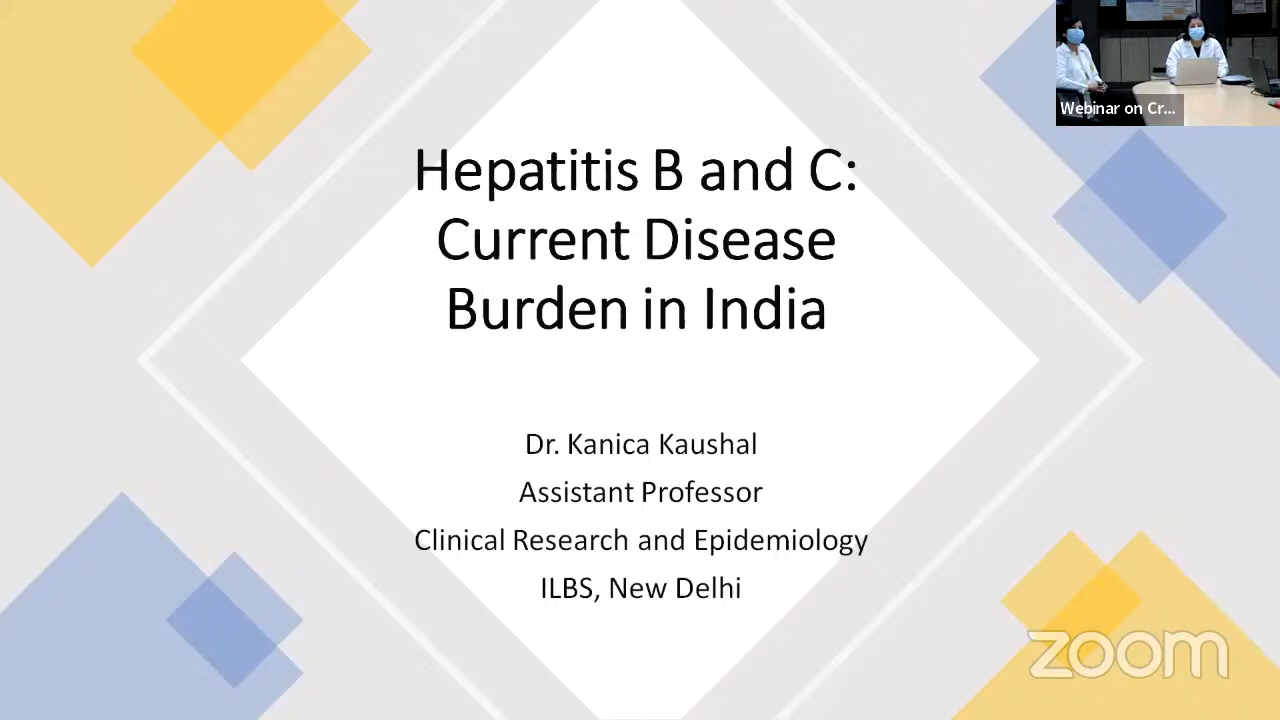 Webinar on Cr...
Hepatitis B and C:
Current Disease
Burden in India
Dr. Kanica Kaushal
Assistant Professor
Clinical Research and Epidemiology
ILBS, New Delhi
zoom